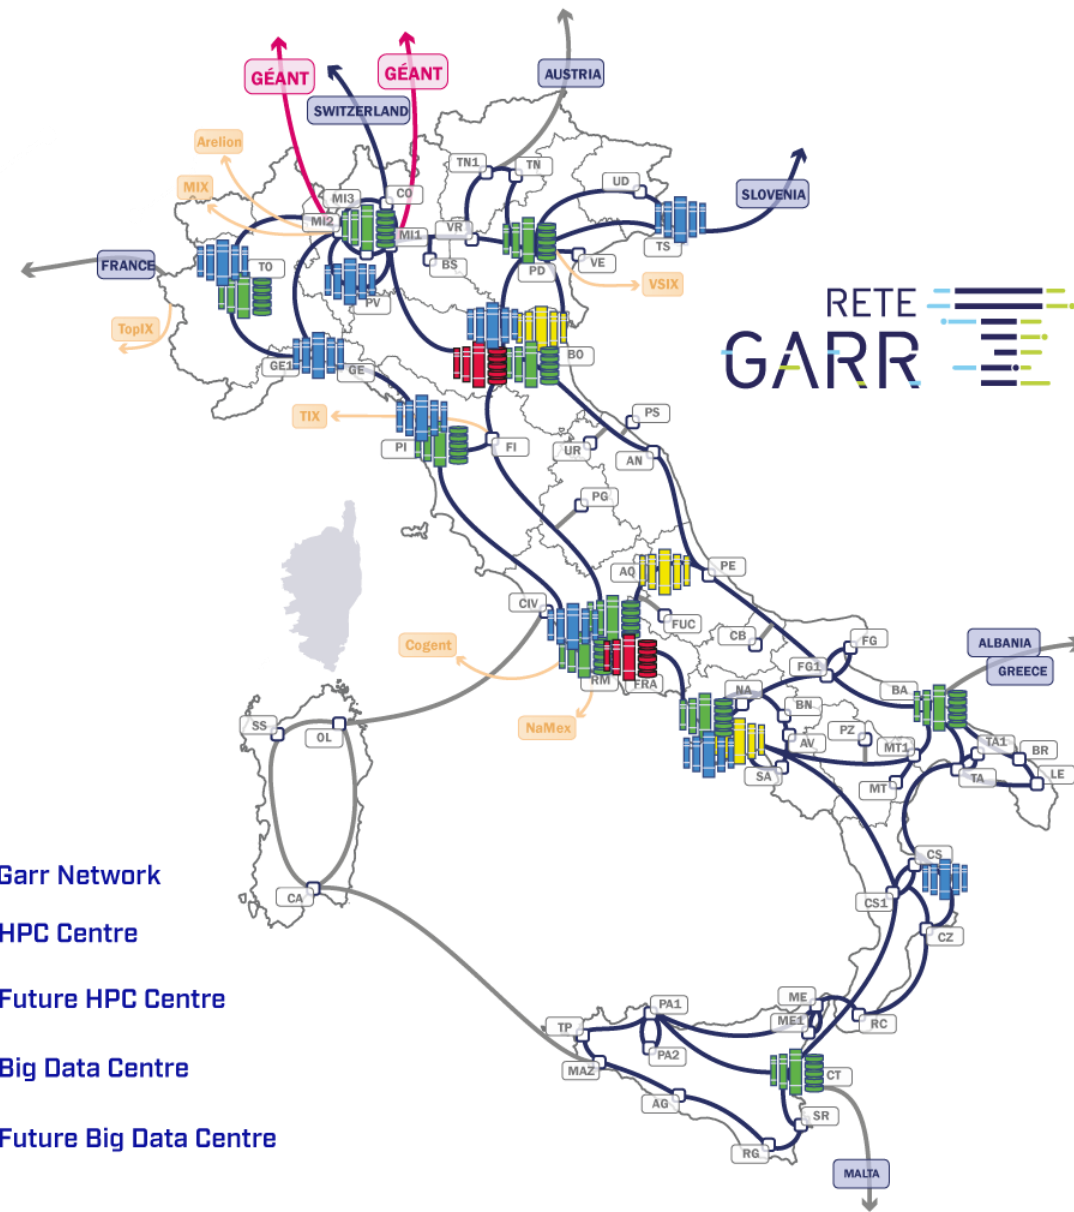 GÉANT
GÉANT
AUSTRIA
SWITZERLAND
Arelion
MIX
SLOVENIA
FRANCE
TopIX
VSIX
TIX
Cogent
NaMex
ALBANIA
GREECE
MALTA
RETE
GARR
TN1
TN
UD
CO
MI3
MI2
MI1
VR
BS
TS
VE
PD
TO
PV
GE1
GE
BO
PS
UR
AN
PI
FI
PG
AQ
PE
CIV
FUC
CB
RM
FRA
FG
FG1
NA
BN
AV
SA
BA
PZ
MT1
MT
TA1
TA
BR
LE
SS
OL
CA
CS
CS1
CZ
ME
ME1
RC
PA1
PA2
TP
MAZ
AG
CT
SR
RG
Garr Network
HPC Centre
Future HPC Centre
Big Data Centre
Future Big Data Centre